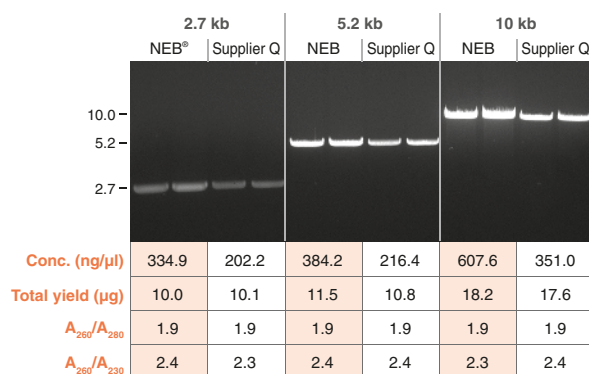 2.7 kb 5.2 kb 10 kb
NEB® Supplier Q NEB Supplier Q NEB Supplier Q
10.0
5.2
2.7
Conc. (ng/µl) 334.9 202.2 384.2 216.4 607.6 351.0
Total yield (µg) 10.0 10.1 11.5 10.8 18.2 17.6
A260/A280 1.9 1.9 1.9 1.9 1.9 1.9
A260/A230 2.4 2.3 2.4 2.4 2.3 2.4